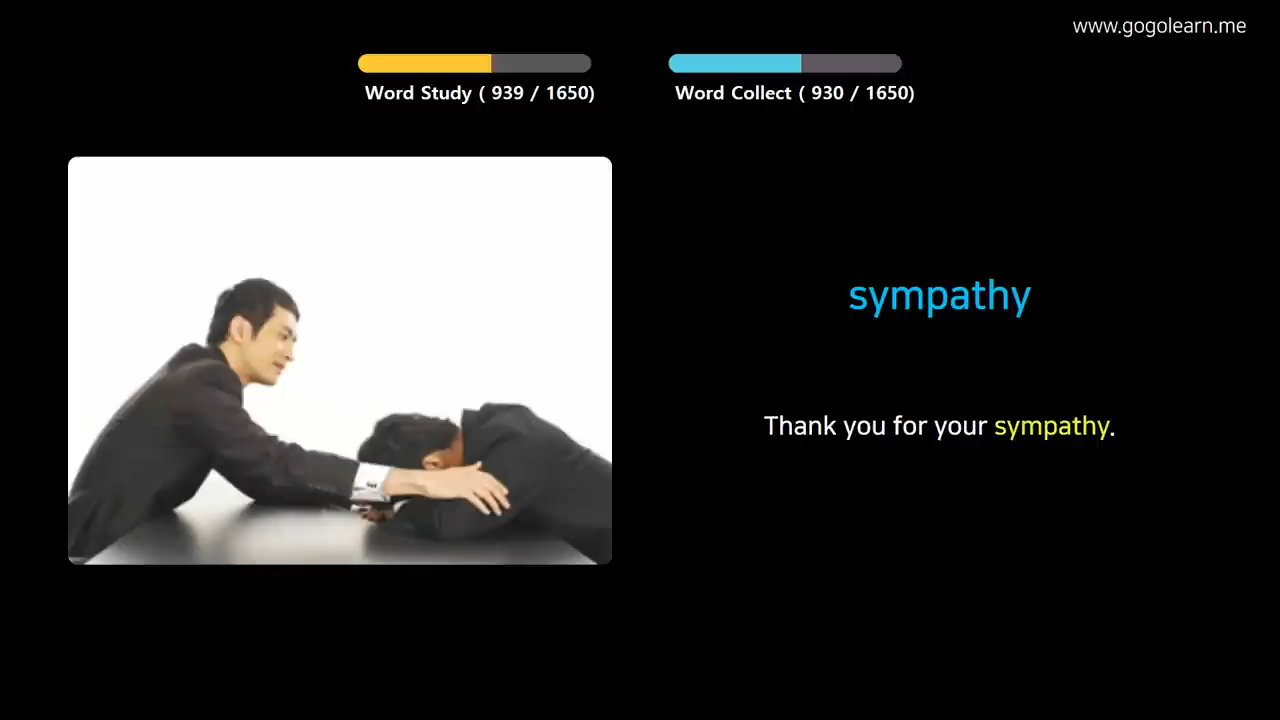 www.gogolearn.me
Word Study ( 939 / 1650)
Word Collect ( 930 / 1650)
sympathy
Thank you for your sympathy.